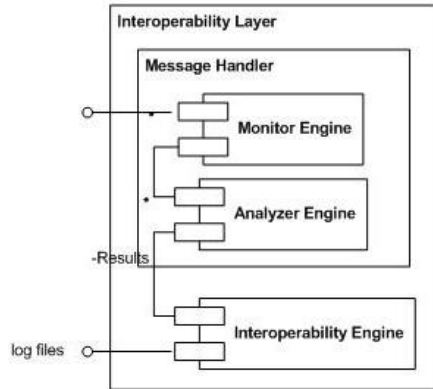 Interoperability Layer
Message Handler
*
Monitor Engine
*
Analyzer Engine
-Results
Interoperability Engine
log files